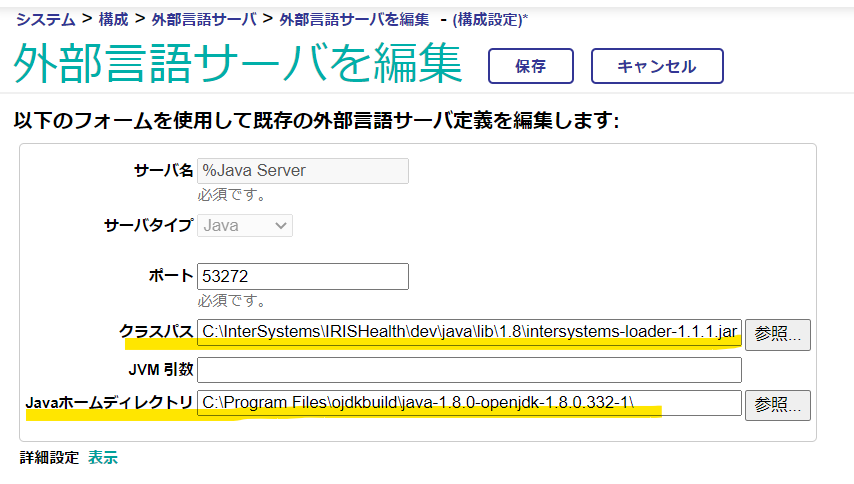 システム > 構成 > 外部言語サーバ > 外部言語サーバを編集 - (構成設定)*
外部言語サーバを編集 保存 キャンセル
以下のフォームを使用して既存の外部言語サーバ定義を編集します:
サーバ名 %Java Server
必須です。
サーバタイプ Java
ポート 53272
必須です。
クラスパス C:\InterSystems\IRISHealth\dev\java\lib\1.8\intersystems-loader-1.1.1.jar 参照...
JVM 引数
Javaホームディレクトリ C:\Program Files\ojdkbuild\java-1.8.0-openjdk-1.8.0.332-1\ 参照...
詳細設定 表示